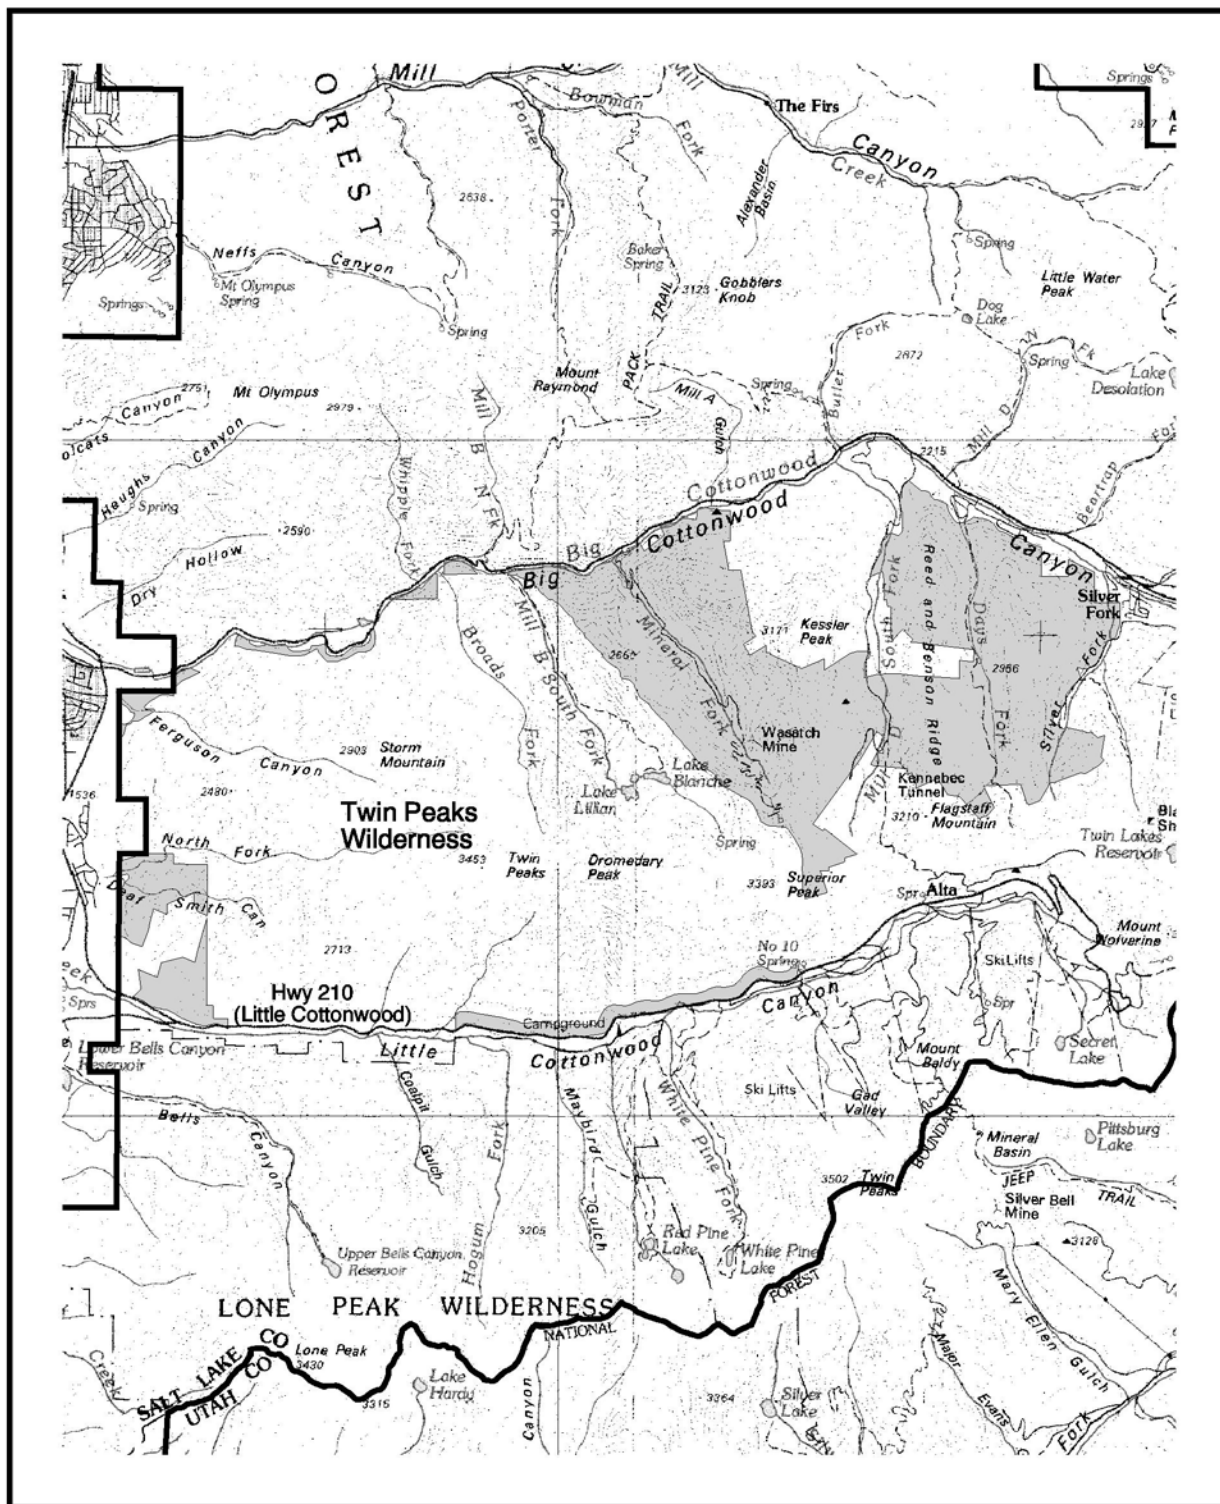 O
REST
Mill
Mill
Porter
Fork
Bowman
Fork
The Firs
Canyon
Creek
Springs
2638
Alexander
Basin
Neffs
Canyon
Mt Olympus
Spring
Springs
Spring
Baker
Spring
TRAIL
PACK
3123
Gobblers
Knob
Spring
Little Water
Peak
Dog
Lake
Fork
Butler
2872
N
Fk
Spring
Mill D
Lake
Desolation
2751
Mt Olympus
2979
Canyon
Heughs
Canyon
Spring
Mill B N Fk
Whipple
Fork
Mount
Raymond
Mill A
Gulch
Spring
2215
Beartrap
2590
Dry
Hollow
Big
Cottonwood
Big
Cottonwood
Canyon
Silver
Fork
Broads
Fork
Mill B South
Fork
Mineral
Fork
3171
Kessler
Peak
South
Fork
Mill D
Reed and Benson Ridge
Days
Fork
2956
Silver
Fork
Ferguson
Canyon
2903
Storm
Mountain
2480
1536
Wasatch
Mine
Lake
Blanche
Lake
Lillian
Kennebec
Tunnel
3210
Flagstaff
Mountain
Twin Peaks
Wilderness
North
Fork
3453
Twin
Peaks
Dromedary
Peak
Spring
3393
Superior
Peak
Twin Lakes
Reservoir
Smith
Can
Spr
Alta
2713
No 10
Spring
Ski Lifts
Mount
Wolverine
Sprs
Hwy 210
(Little Cottonwood)
Campground
Canyon
Spr
Little
Cottonwood
Lower Bells Canyon
Reservoir
Mount
Baldy
Secret
Lake
Ski Lifts
Gad
Valley
Bells
Canyon
Coalpit
Gulch
Fork
Hogum
Maybird
Gulch
White Pine Fork
BOUNDARY
Mineral
Basin
Pittsburg
Lake
JEEP
TRAIL
3502
Twin
Peaks
Silver Bell
Mine
3128
3205
Red Pine
Lake
White Pine
Lake
Upper Bells Canyon
Reservoir
LONE PEAK WILDERNESS
NATIONAL
FOREST
Mary Ellen
Gulch
Major
Evans
Fork
SALT LAKE CO
UTAH CO
Lone Peak
3430
Creek
3315
Lake
Hardy
Canyon
3364
Silver
Lake